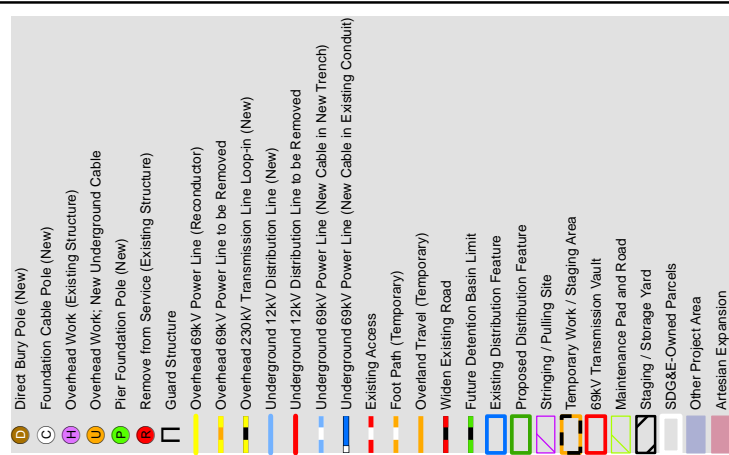 D Direct Bury Pole (New)
C Foundation Cable Pole (New)
H Overhead Work (Existing Structure)
U Overhead Work; New Underground Cable
P Pier Foundation Pole (New)
R Remove from Service (Existing Structure)
Guard Structure
Overhead 69kV Power Line (Reconductor)
Overhead 69kV Power Line to be Removed
Overhead 230kV Transmission Line Loop-in (New)
Underground 12kV Distribution Line (New)
Underground 12kV Distribution Line to be Removed
Underground 69kV Power Line (New Cable in New Trench)
Underground 69kV Power Line (New Cable in Existing Conduit)
Existing Access
Foot Path (Temporary)
Overland Travel (Temporary)
Widen Existing Road
Future Detention Basin Limit
Existing Distribution Feature
Proposed Distribution Feature
Stringing / Pulling Site
Temporary Work / Staging Area
69kV Transmission Vault
Maintenance Pad and Road
Staging / Storage Yard
SDG&E-Owned Parcels
Other Project Area
Artesian Expansion